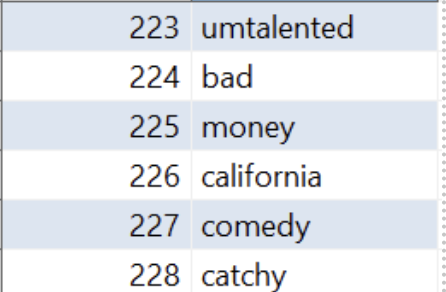 223 umtalented
224 bad
225 money
226 california
227 comedy
228 catchy